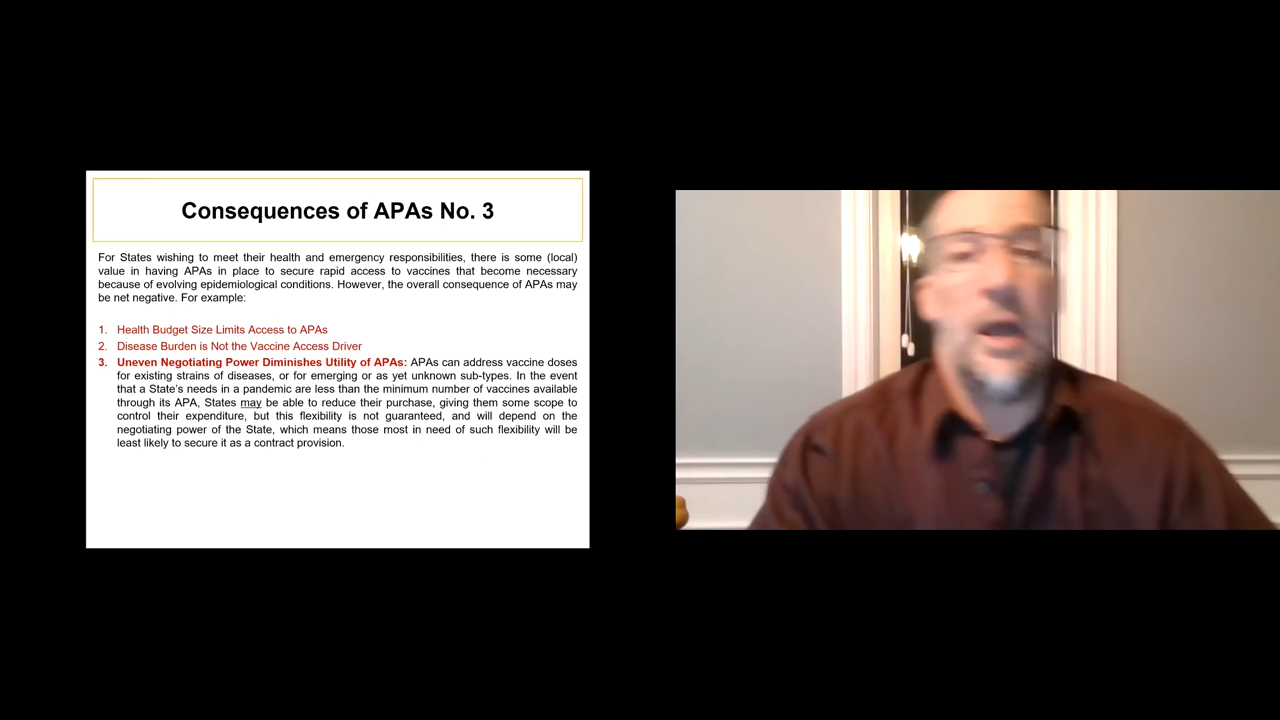 Consequences of APAs No. 3
For States wishing to meet their health and emergency responsibilities, there is some (local)
value in having APAs in place to secure rapid access to vaccines that become necessary
because of evolving epidemiological conditions. However, the overall consequence of APAs may
be net negative. For example:
1. Health Budget Size Limits Access to APAs
2. Disease Burden is Not the Vaccine Access Driver
3. Uneven Negotiating Power Diminishes Utility of APAs: APAs can address vaccine doses
for existing strains of diseases, or for emerging or as yet unknown sub-types. In the event
that a State's needs in a pandemic are less than the minimum number of vaccines available
through its APA, States may be able to reduce their purchase, giving them some scope to
control their expenditure, but this flexibility is not guaranteed, and will depend on the
negotiating power of the State, which means those most in need of such flexibility will be
least likely to secure it as a contract provision.